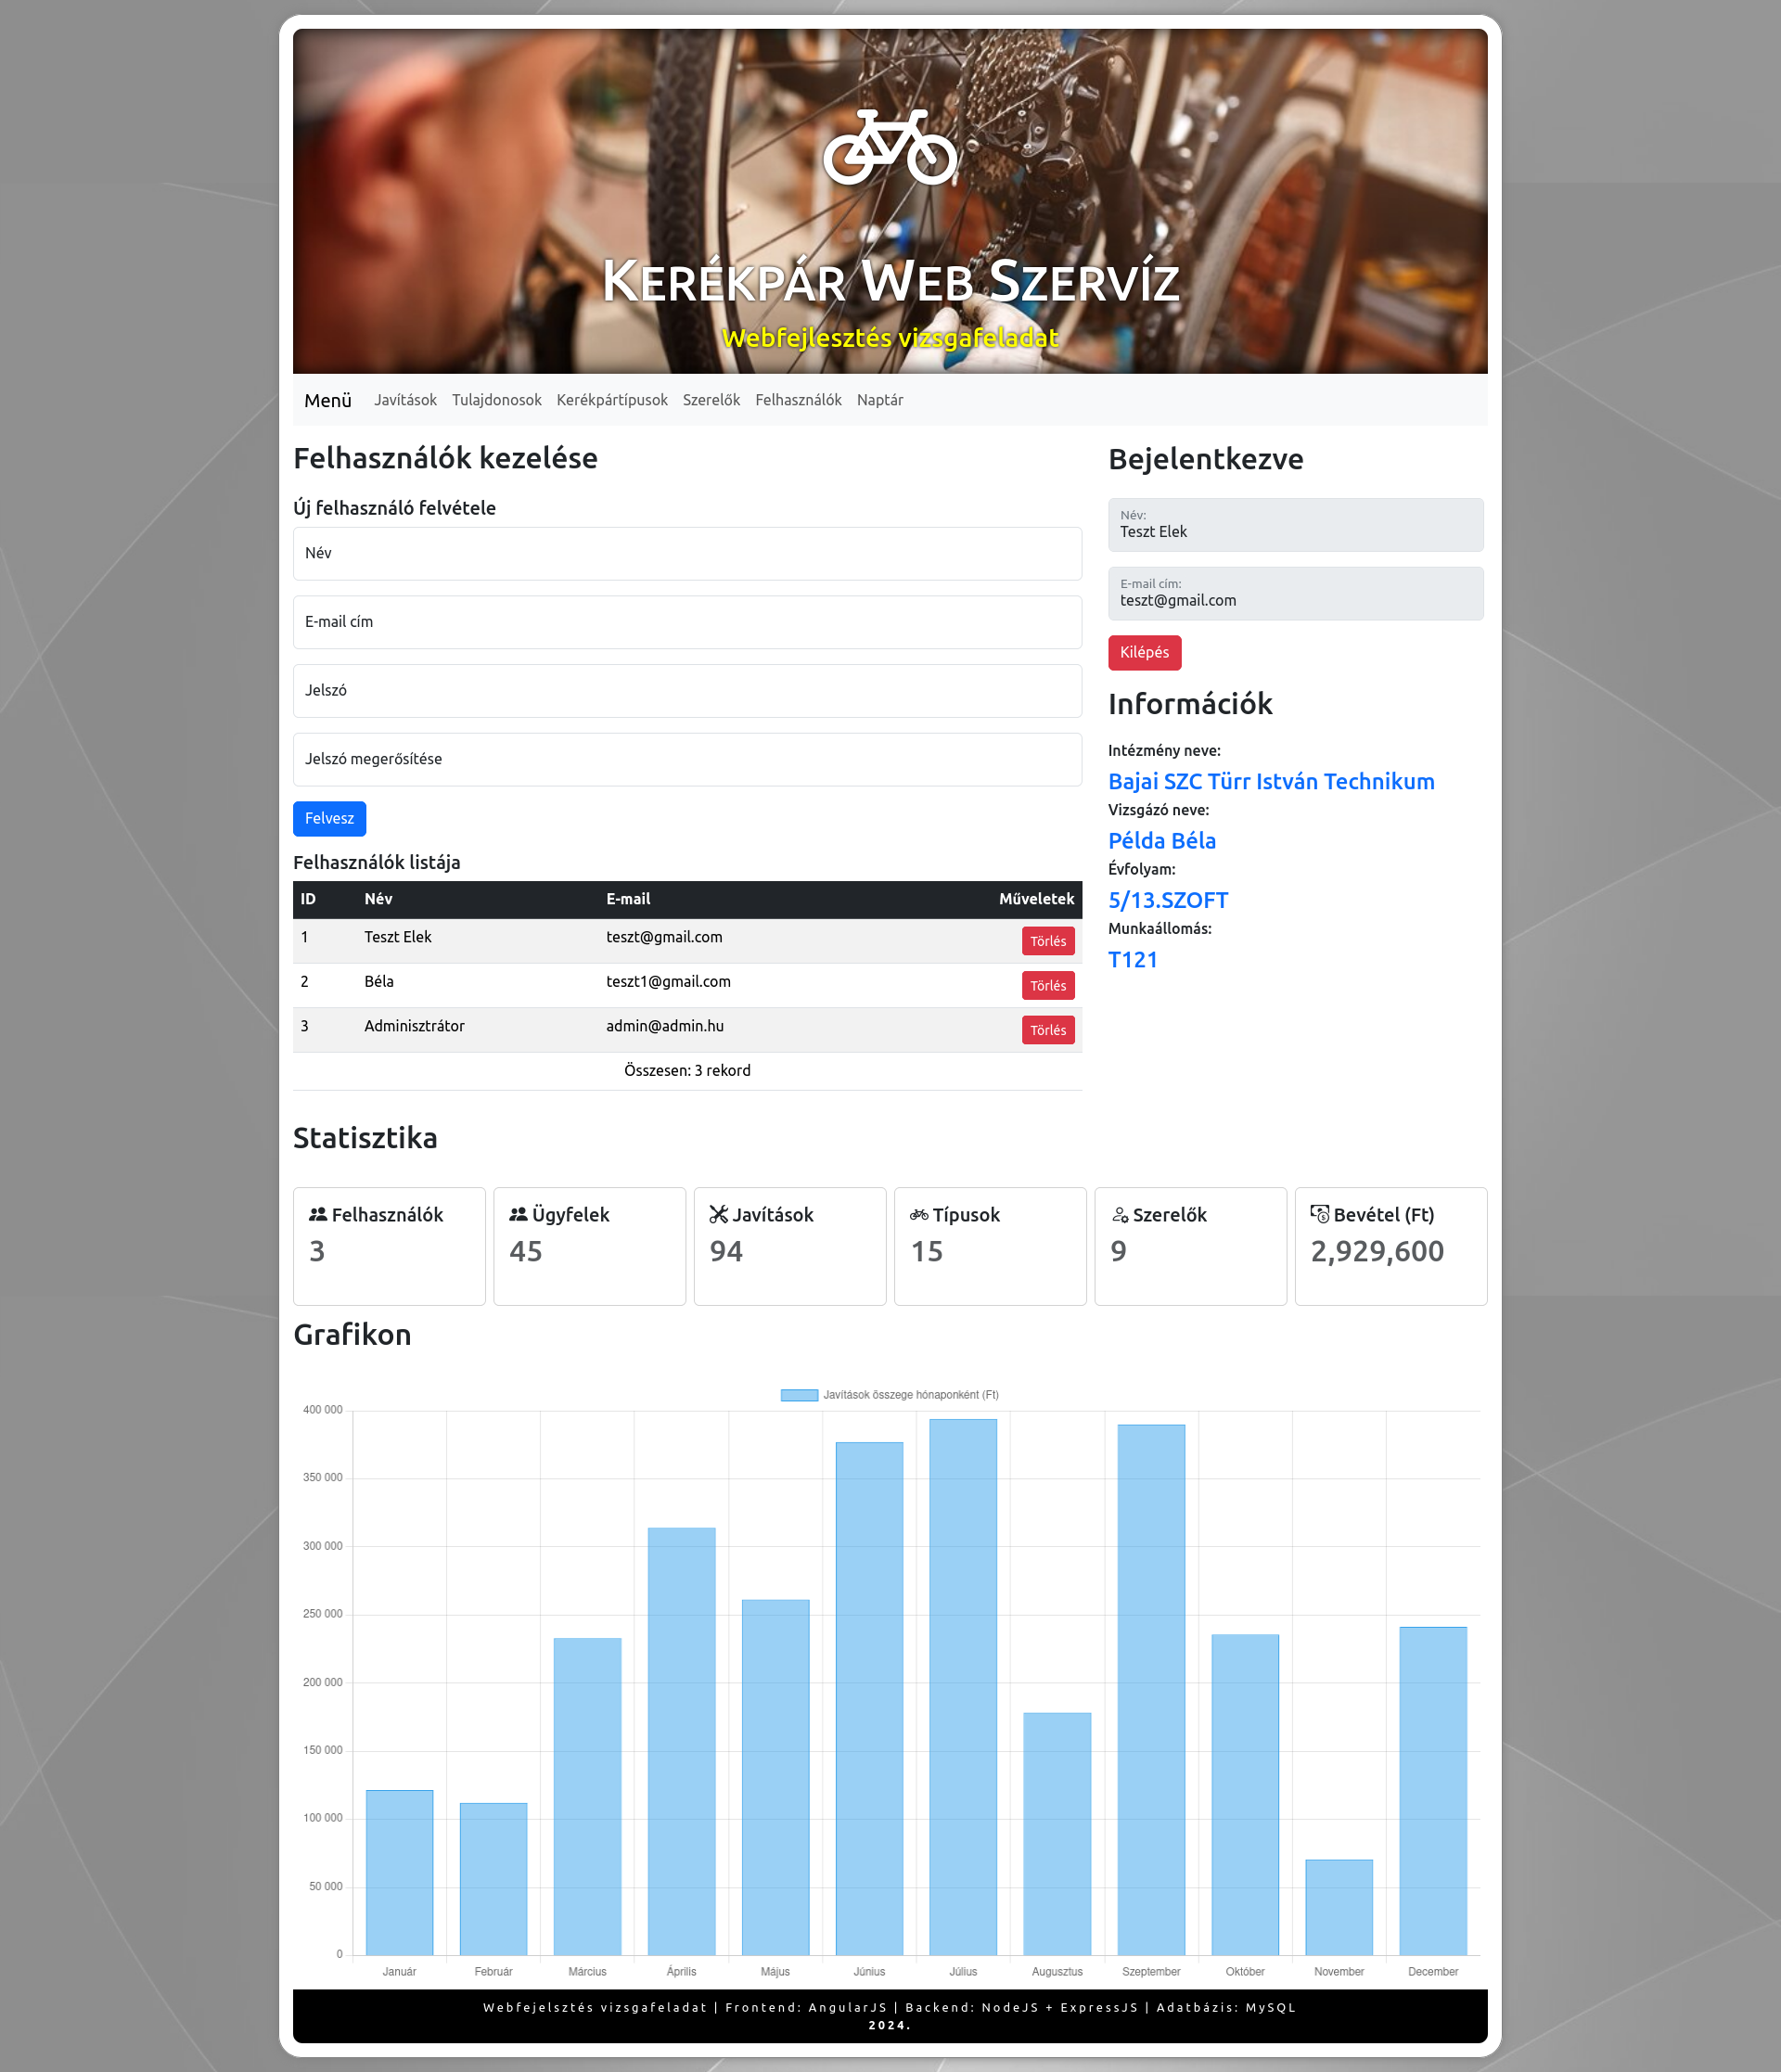 KERÉKPÁR WEB SZERVÍZ
Webfejlesztés vizsgafeladat
Menü Javítások Tulajdonosok Kerékpártípusok Szerelők Felhasználók Naptár
Felhasználók kezelése
Új felhasználó felvétele
Név
E-mail cím
Jelszó
Jelszó megerősítése
Felvesz
Felhasználók listája
ID Név E-mail Műveletek
1 Teszt Elek teszt@gmail.com Törlés
2 Béla teszt1@gmail.com Törlés
3 Adminisztrátor admin@admin.hu Törlés
Összesen: 3 rekord
Bejelentkezve
Név:
Teszt Elek
E-mail cím:
teszt@gmail.com
Kilépés
Információk
Intézmény neve:
Bajai SZC Türr István Technikum
Vizsgázó neve:
Példa Béla
Évfolyam:
5/13.SZOFT
Munkaállomás:
T121
Statisztika
Felhasználók
3
Ügyfelek
45
Javítások
94
Típusok
15
Szerelők
9
Bevétel (Ft)
2,929,600
Grafikon
Javítások összege hónaponként (Ft)
400 000
350 000
300 000
250 000
200 000
150 000
100 000
50 000
0
Január Február Március Április Május Június Július Augusztus Szeptember Október November December
Webfejelsztés vizsgafeladat | Frontend: AngularJS | Backend: NodeJS + ExpressJS | Adatbázis: MySQL
2024.